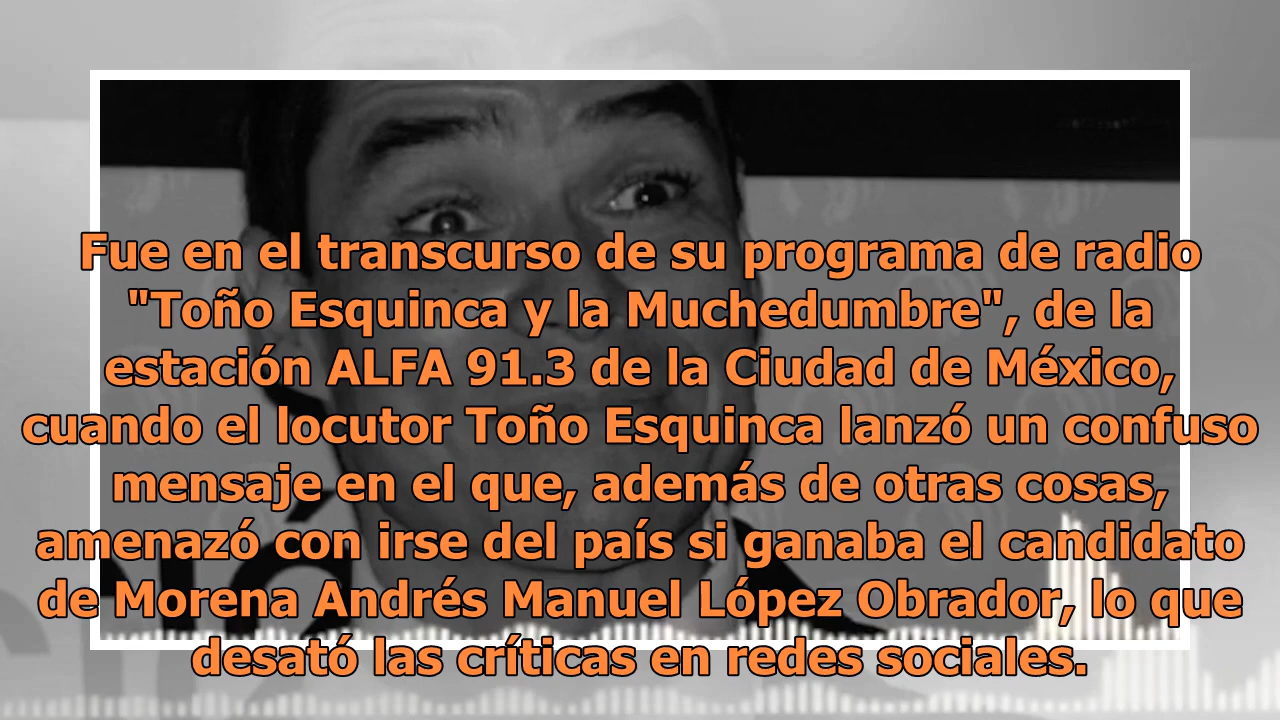 Fue en el transcurso de su programa de radio
"Toño Esquinca y la Muchedumbre", de la
estación ALFA 91.3 de la Ciudad de México,
cuando el locutor Toño Esquinca lanzó un confuso
mensaje en el que, además de otras cosas,
amenazó con irse del país si ganaba el candidato
de Morena Andrés Manuel López Obrador, lo que
desató las críticas en redes sociales.